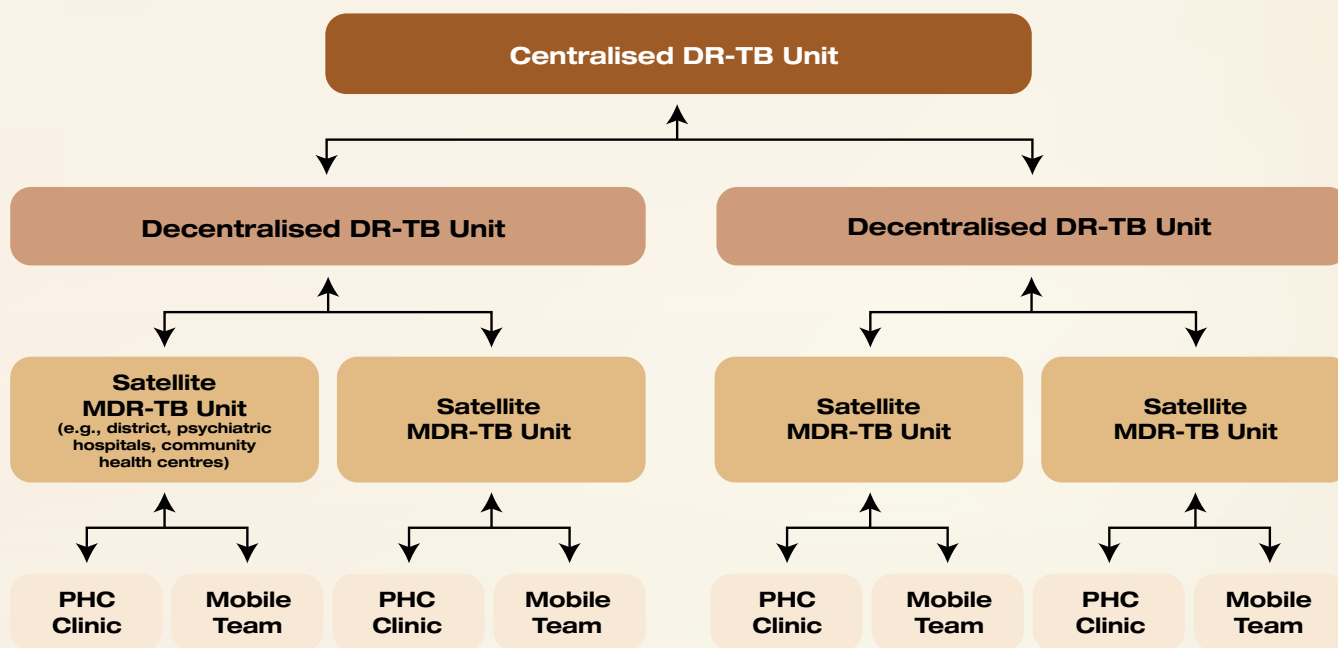 Centralised DR-TB Unit
Decentralised DR-TB Unit
Decentralised DR-TB Unit
Satellite
MDR-TB Unit
(e.g., district, psychiatric
hospitals, community
health centres)
Satellite
MDR-TB Unit
Satellite
MDR-TB Unit
Satellite
MDR-TB Unit
PHC
Clinic
Mobile
Team
PHC
Clinic
Mobile
Team
PHC
Clinic
Mobile
Team
PHC
Clinic
Mobile
Team